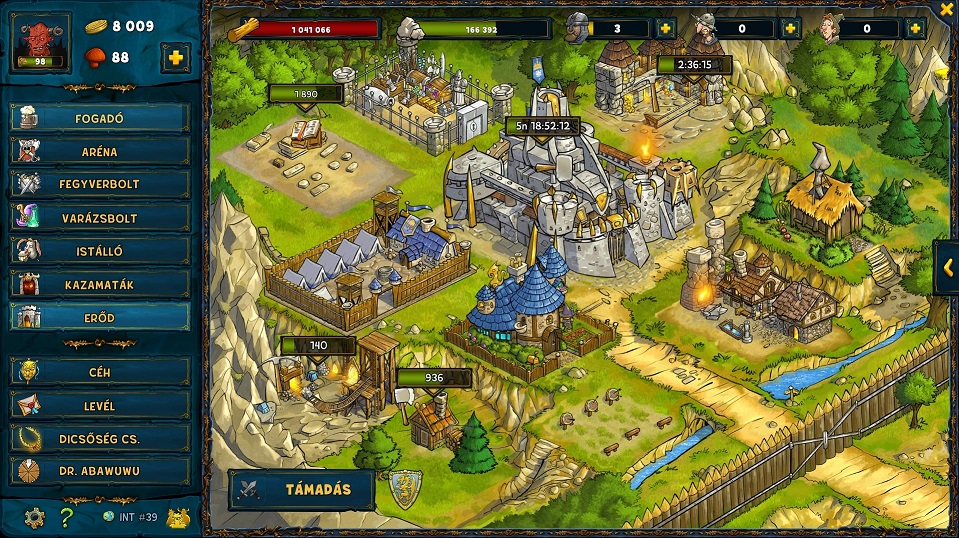 8 009
88
98
FOGADÓ
ARÉNA
FEGYVERBOLT
VARÁZSBOLT
ISTÁLLÓ
KAZAMATÁK
ERŐD
CÉH
LEVÉL
DICSŐSÉG CS.
DR. ABAWUWU
INT #39
1 041 066
166 392
3
0
0
2:36:15
1 890
5n 18:52:12
140
936
TÁMADÁS